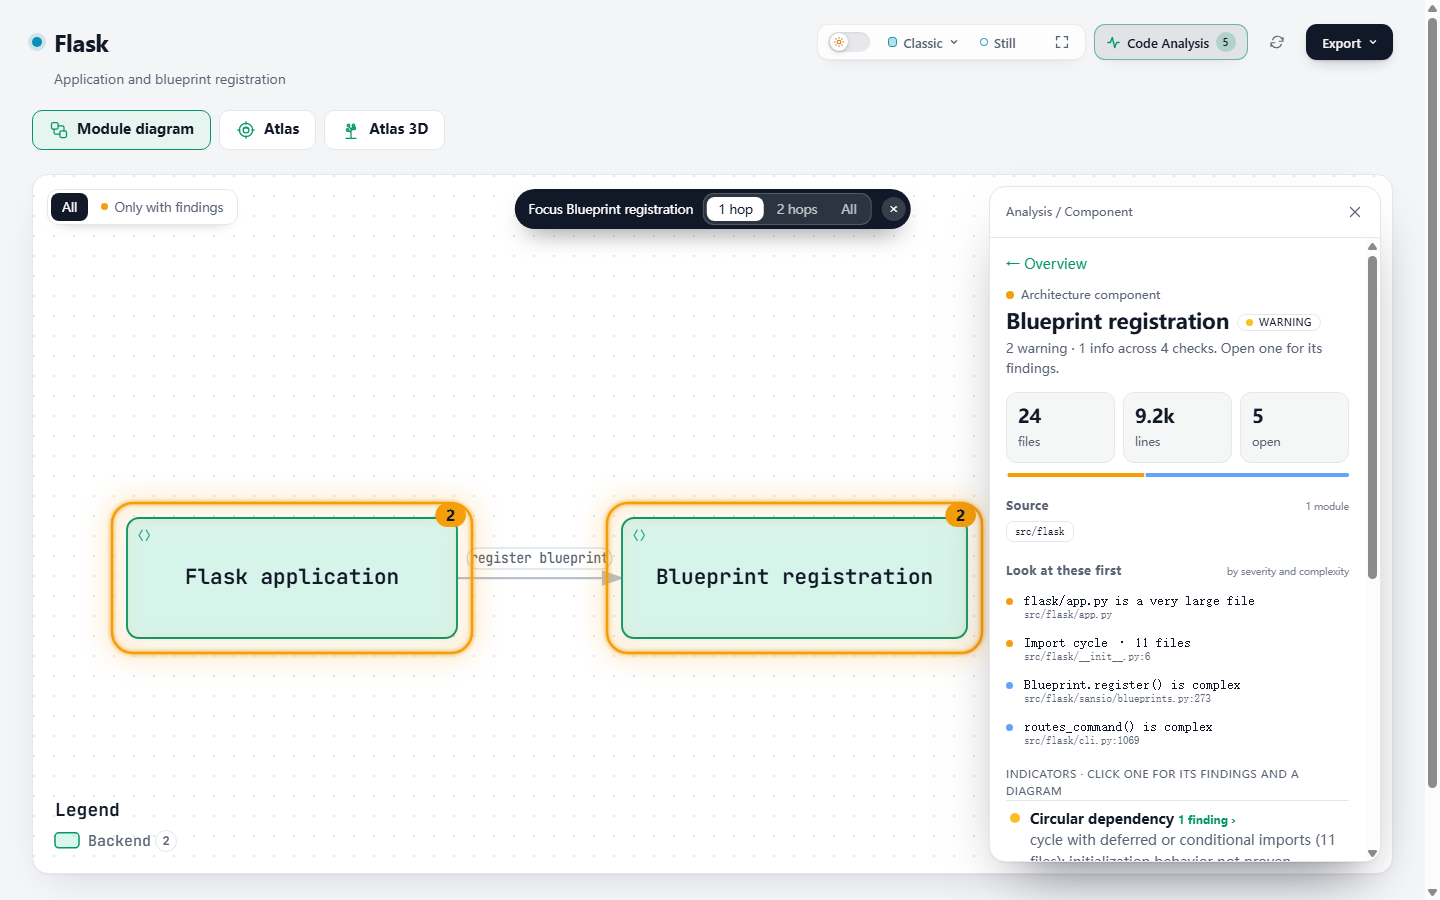 Flask
Application and blueprint registration
Classic
Still
Code Analysis 5
Export
Module diagram
Atlas
Atlas 3D
All
Only with findings
Focus Blueprint registration
1 hop
2 hops
All
Analysis / Component
← Overview
Architecture component
Blueprint registration
WARNING
2 warning · 1 info across 4 checks. Open one for its
findings.
24
files
9.2k
lines
5
open
Source
1 module
src/flask
Look at these first
by severity and complexity
flask/app.py is a very large file
src/flask/app.py
Import cycle · 11 files
src/flask/__init__.py:6
Blueprint.register() is complex
src/flask/sansio/blueprints.py:273
routes_command() is complex
src/flask/cli.py:1069
INDICATORS · CLICK ONE FOR ITS FINDINGS AND A
DIAGRAM
Circular dependency 1 finding ›
cycle with deferred or conditional imports (11
files); initialization behavior not proven
2
Flask application
register blueprint
2
Blueprint registration
Legend
Backend 2